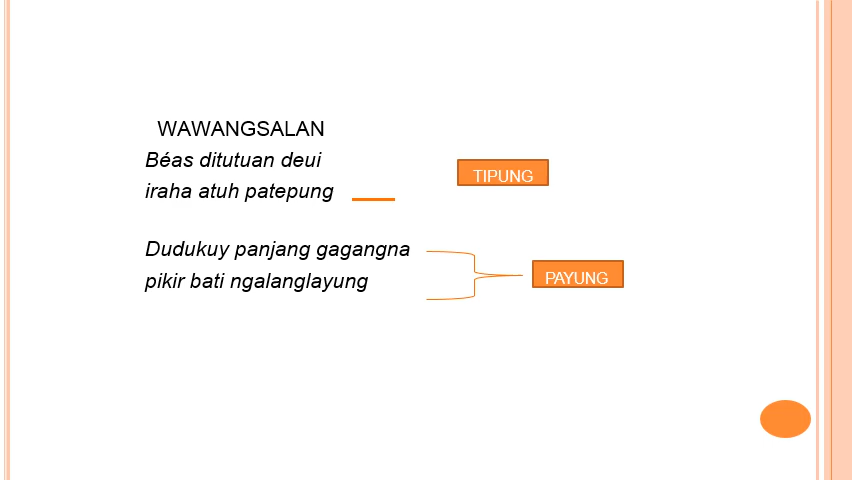 WAWANGSALAN
Béas ditutuan deui
TIPUNG
iraha atuh patepung
Dudukuy panjang gagangna
pikir bati ngalanglayung
PAYUNG